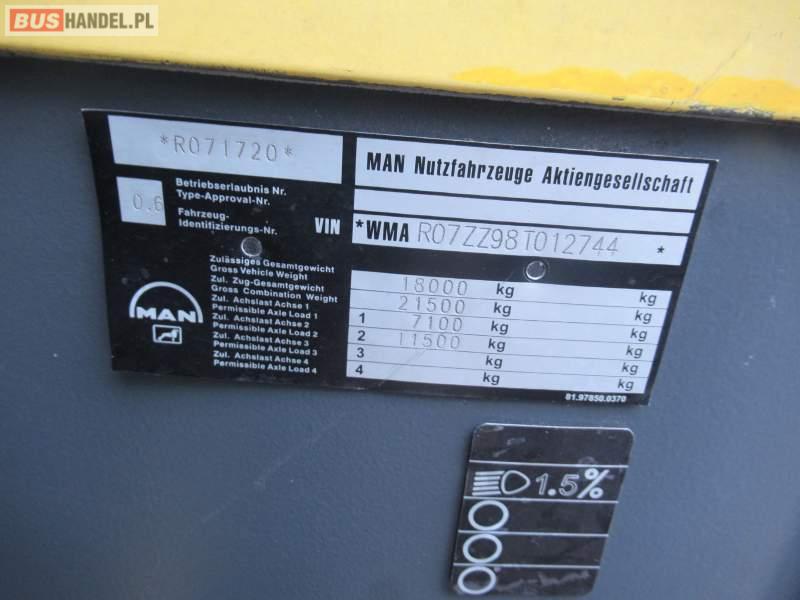 BUSHANDEL.PL
*R071720*
MAN Nutzfahrzeuge Aktiengesellschaft
Betriebserlaubnis Nr.
Type-Approval-Nr.
0.6
Fahrzeug-
Identifizierungs-Nr.
VIN
*WMA R07ZZ98T012744 *
Zulässiges Gesamtgewicht
Gross Vehicle Weight
18000 kg kg
Zul. Zug-Gesamtgewicht
Gross Combination Weight
21500 kg kg
Zul. Achslast Achse 1
Permissible Axle Load 1
1 7100 kg kg
Zul. Achslast Achse 2
Permissible Axle Load 2
2 11500 kg kg
Zul. Achslast Achse 3
Permissible Axle Load 3
3 kg kg
Zul. Achslast Achse 4
Permissible Axle Load 4
4 kg kg
MAN
81.97850.0370
1.5%